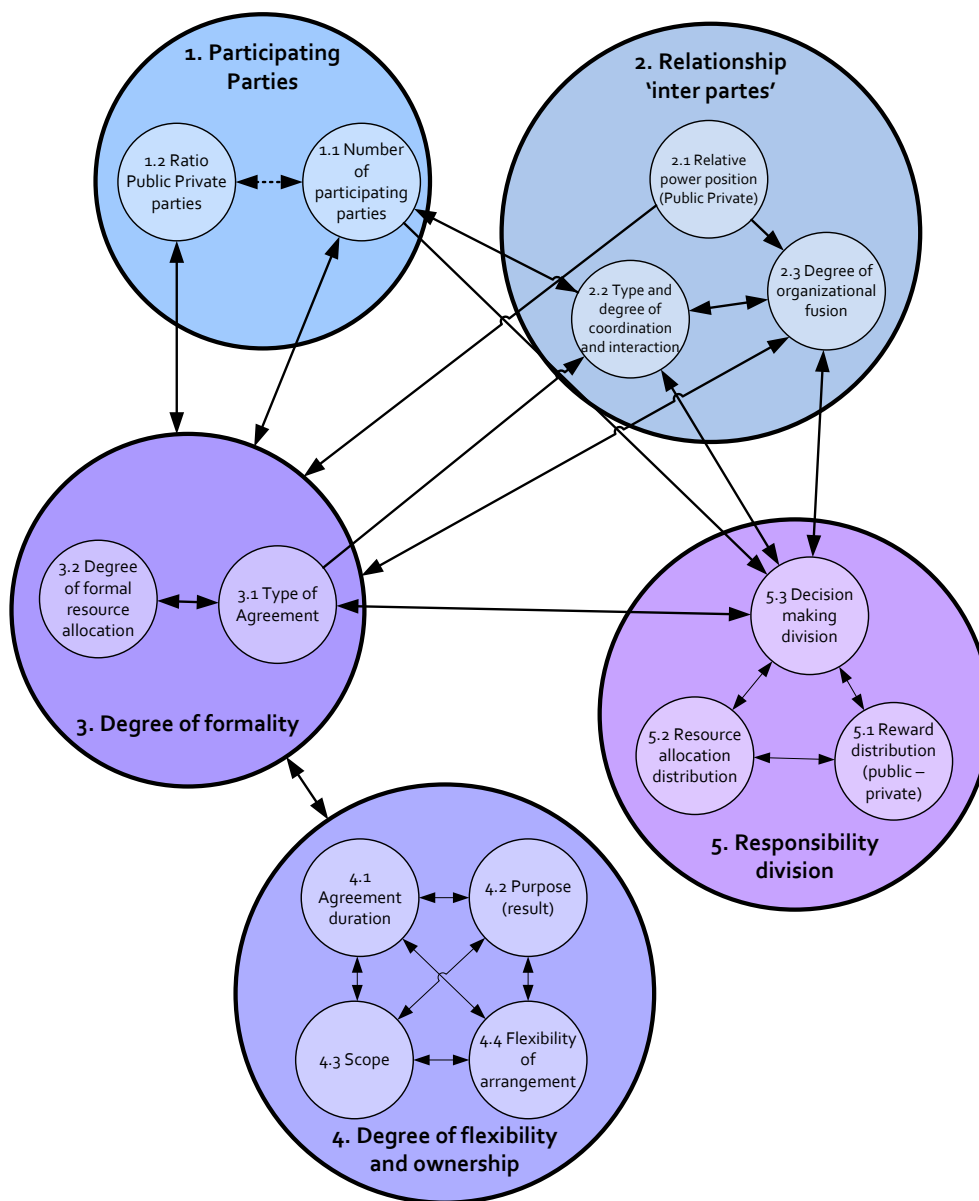 1. Participating
Parties
1.2 Ratio
Public Private
parties
1.1 Number
of
participating
parties
2. Relationship
‘inter partes’
2.1 Relative
power position
(Public Private)
2.2 Type and
degree of
coordination
and interaction
2.3 Degree of
organizational
fusion
3.2 Degree
of formal
resource
allocation
3.1 Type of
Agreement
3. Degree of formality
5.3 Decision
making
division
5.2 Resource
allocation
distribution
5.1 Reward
distribution
(public –
private)
5. Responsibility
division
4.1
Agreement
duration
4.2 Purpose
(result)
4.3 Scope
4.4 Flexibility
of
arrangement
4. Degree of flexibility
and ownership